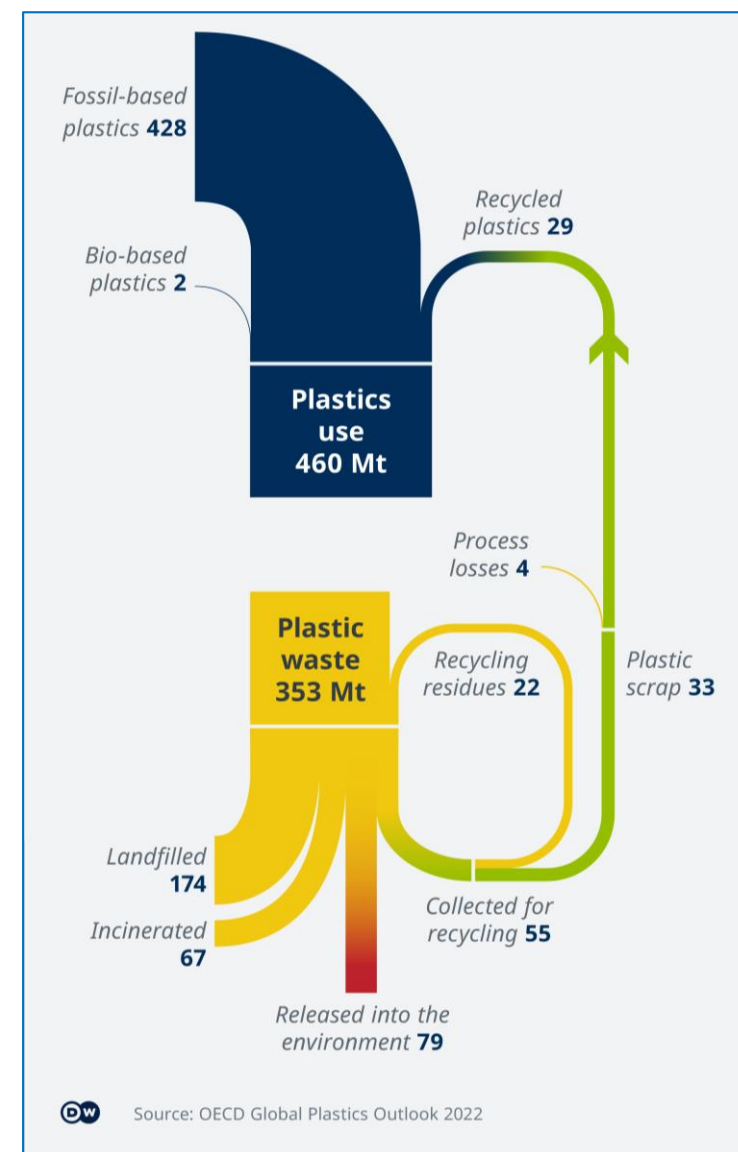 Fossil-based
plastics 428
Bio-based
plastics 2
Recycled
plastics 29
Plastics
use
460 Mt
Process
losses 4
Plastic
waste
353 Mt
Recycling
residues 22
Plastic
scrap 33
Landfilled
174
Incinerated
67
Collected for
recycling 55
Released into the
environment 79
DW Source: OECD Global Plastics Outlook 2022